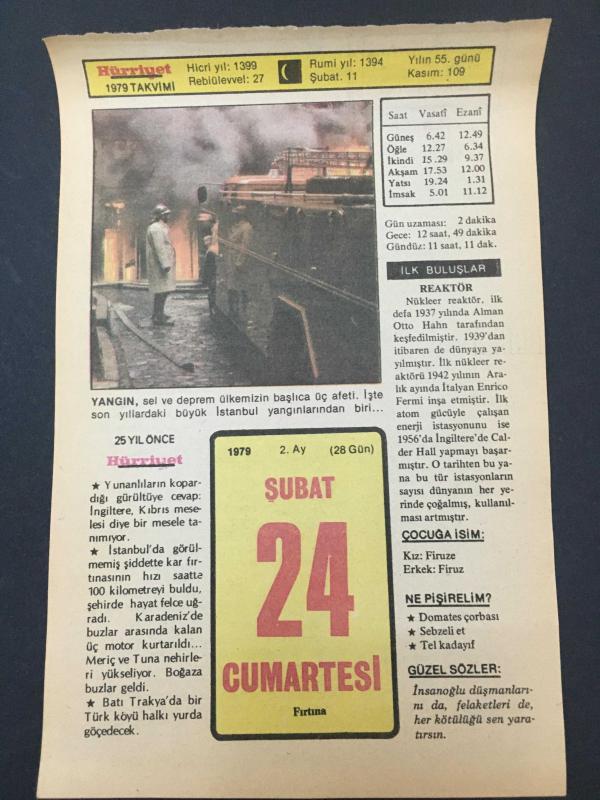 Hürriyet
1979 TAKVİMİ
Hicri yıl: 1399
Rebiülevvel: 27
Rumi yıl: 1394
Şubat. 11
Yılın 55. günü
Kasım: 109
Saat Vasatî Ezanî
Güneş 6.42 12.49
Öğle 12.27 6.34
İkindi 15.29 9.37
Akşam 17.53 12.00
Yatsı 19.24 1.31
İmsak 5.01 11.12
Gün uzaması: 2 dakika
Gece: 12 saat, 49 dakika
Gündüz: 11 saat, 11 dak.
YANGIN, sel ve deprem ülkemizin başlıca üç afeti. İşte
son yıllardaki büyük İstanbul yangınlarından biri...
İLK BULUŞLAR
REAKTÖR
Nükleer reaktör, ilk
defa 1937 yılında Alman
Otto Hahn tarafından
keşfedilmiştir. 1939'dan
itibaren de dünyaya ya-
yılmıştır. İlk nükleer re-
aktörü 1942 yılının Ara-
lık ayında İtalyan Enrico
Fermi inşa etmiştir. İlk
atom gücüyle çalışan
enerji istasyonunu ise
1956'da İngiltere'de Cal-
der Hall yapmayı başar-
mıştır. O tarihten bu ya-
na bu tür istasyonların
sayısı dünyanın her ye-
rinde çoğalmış, kullanıl-
ması artmıştır.
25 YIL ÖNCE
Hürriyet
★ Yunanlıların kopar-
dığı gürültüye cevap:
İngiltere, Kıbrıs mese-
lesi diye bir mesele ta-
nımıyor.
★ İstanbul'da görül-
memiş şiddette kar fır-
tınasının hızı saatte
100 kilometreyi buldu,
şehirde hayat felce uğ-
radı. Karadeniz'de
buzlar arasında kalan
üç motor kurtarıldı...
Meriç ve Tuna nehirle-
ri yükseliyor. Boğaza
buzlar geldi.
★ Batı Trakya'da bir
Türk köyü halkı yurda
göçedecek.
1979 2. Ay (28 Gün)
ŞUBAT
24
CUMARTESİ
Fırtına
ÇOCUĞA İSİM:
Kız: Firuze
Erkek: Firuz
NE PİŞİRELİM?
★ Domates çorbası
★ Sebzeli et
★ Tel kadayıf
GÜZEL SÖZLER:
İnsanoğlu düşmanları-
nı da, felaketleri de,
her kötülüğü sen yara-
tırsın.